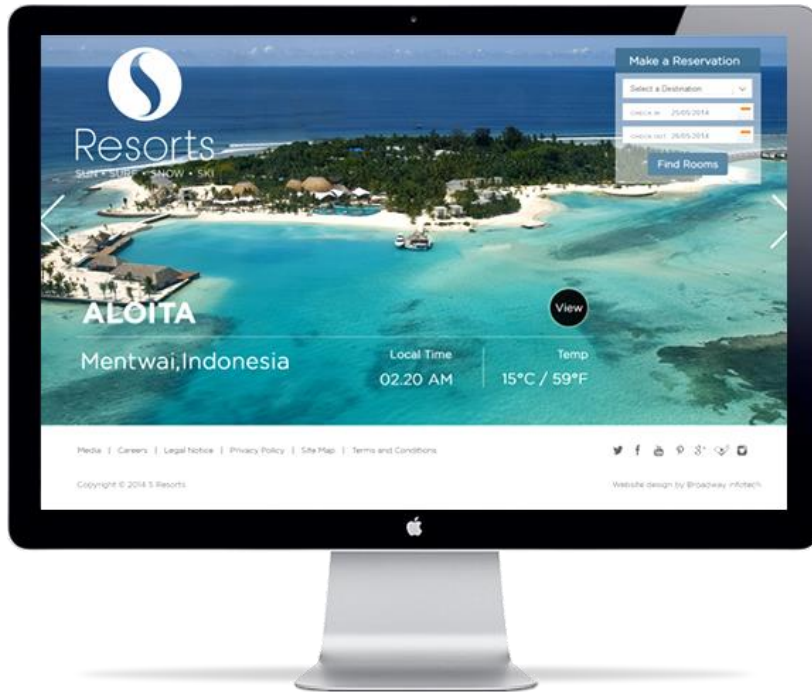 Resorts
SUN • SURF • SNOW • SKI
Make a Reservation
Select a Destination
CHECK IN 25/05/2014
CHECK OUT 26/05/2014
Find Rooms
ALOITA
View
Mentwai,Indonesia
Local Time
02.20 AM
Temp
15°C / 59°F
Media | Careers | Legal Notice | Privacy Policy | Site Map | Terms and Conditions
Copyright © 2014 S Resorts
Website design by Broadway infotech